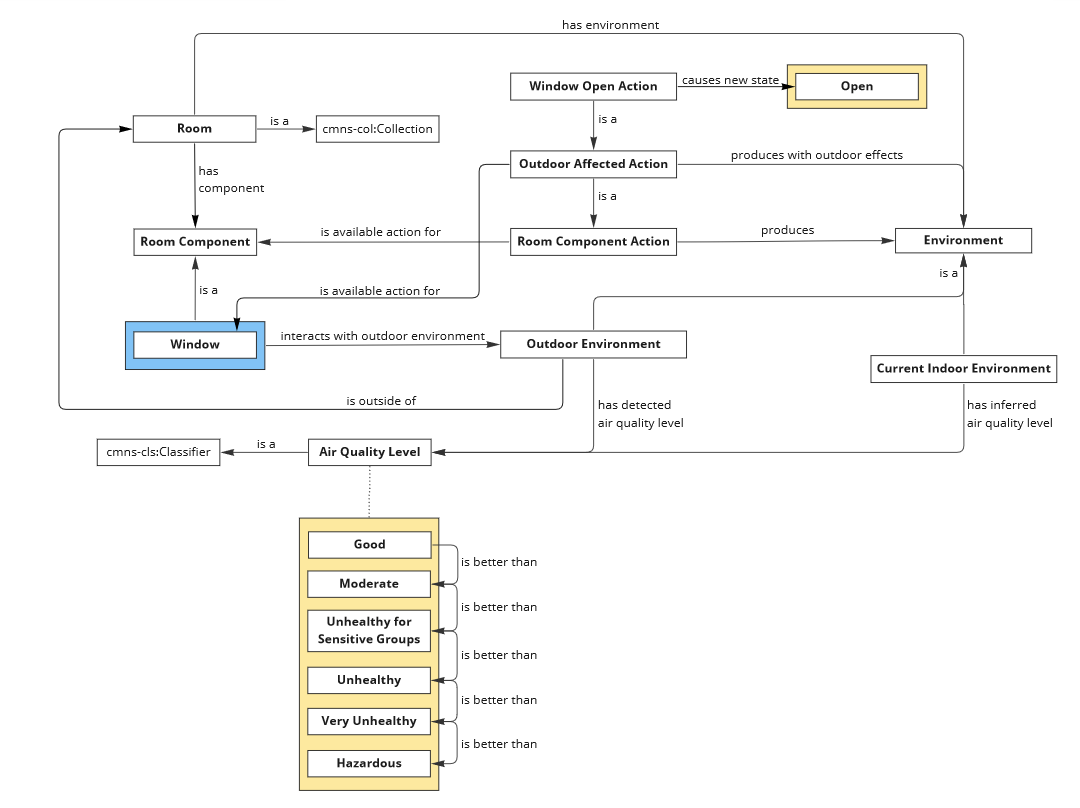 has environment
Window Open Action
causes new state
Open
Room
is a
cmns-col:Collection
is a
has
component
Outdoor Affected Action
produces with outdoor effects
is a
Room Component
is available action for
Room Component Action
produces
Environment
is a
is a
is available action for
Window
interacts with outdoor environment
Outdoor Environment
Current Indoor Environment
is outside of
has detected
air quality level
has inferred
air quality level
cmns-cls:Classifier
is a
Air Quality Level
Good
is better than
Moderate
is better than
Unhealthy for
Sensitive Groups
is better than
Unhealthy
is better than
Very Unhealthy
is better than
Hazardous